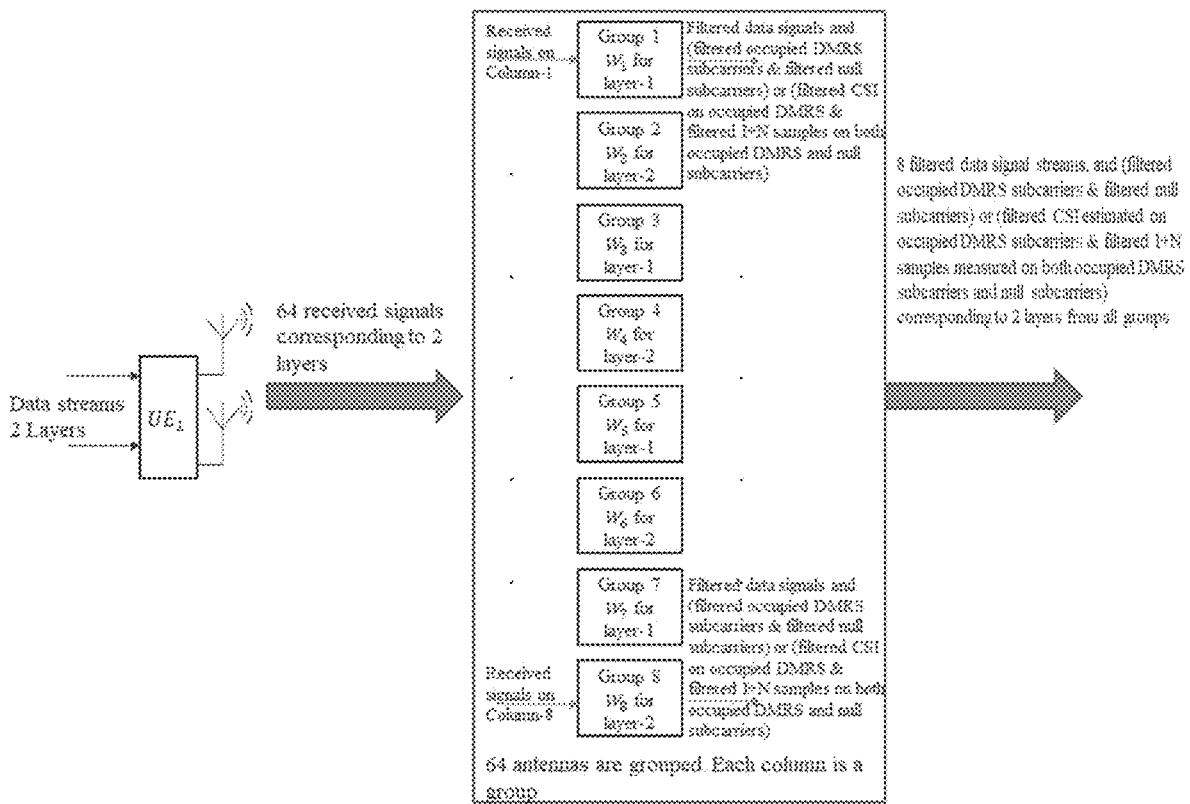 Data streams
2 Layers
UE₁
64 received signals
corresponding to 2
layers
Received
signals on
Column-1
Group 1
W₁ for
layer-1
Filtered data signals and
(filtered occupied DMRS
subcarriers & filtered null
subcarriers) or (filtered CSI
on occupied DMRS &
filtered I+N samples on both
occupied DMRS and null
subcarriers)
Group 2
W₂ for
layer-2
Group 3
W₃ for
layer-1
Group 4
W₄ for
layer-2
Group 5
W₅ for
layer-1
Group 6
W₆ for
layer-2
Group 7
W₇ for
layer-1
Filtered data signals and
(filtered occupied DMRS
subcarriers & filtered null
subcarriers) or (filtered CSI
on occupied DMRS &
filtered I+N samples on both
occupied DMRS and null
subcarriers)
Received
signals on
Column-8
Group 8
W₈ for
layer-2
64 antennas are grouped. Each column is a
group
8 filtered data signal streams, and (filtered
occupied DMRS subcarriers & filtered null
subcarriers) or (filtered CSI estimated on
occupied DMRS subcarriers & filtered I+N
samples measured on both occupied DMRS
subcarriers and null subcarriers)
corresponding to 2 layers from all groups